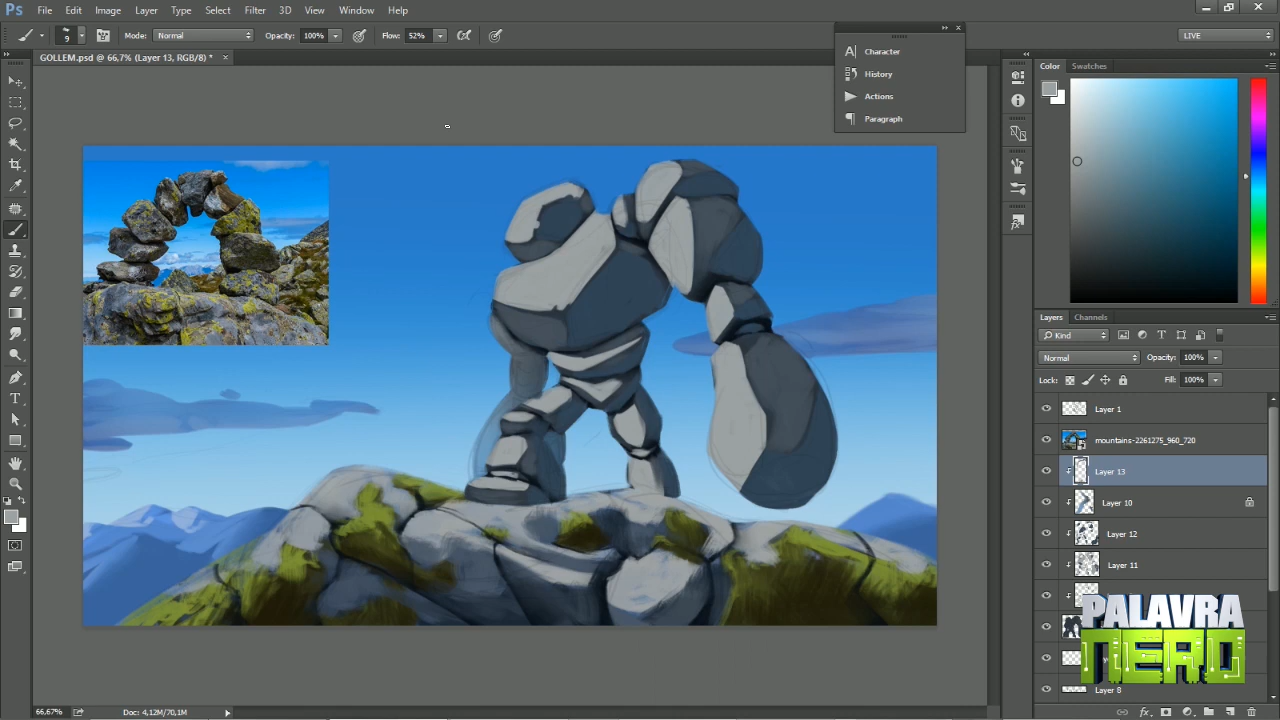 Ps File Edit Image Layer Type Select Filter 3D View Window Help
9 Mode: Normal Opacity: 100% Flow: 52% LIVE
GOLLEM.psd @ 66,7% (Layer 13, RGB/8) *
Character
History
Actions
Paragraph
Color Swatches
Layers Channels
Kind
Normal Opacity: 100%
Lock: Fill: 100%
Layer 1
mountains-2261275_960_720
Layer 13
Layer 10
Layer 12
Layer 11
Layer 8
PALAVRA
NERD
66,67% Doc: 4,12M/70,1M